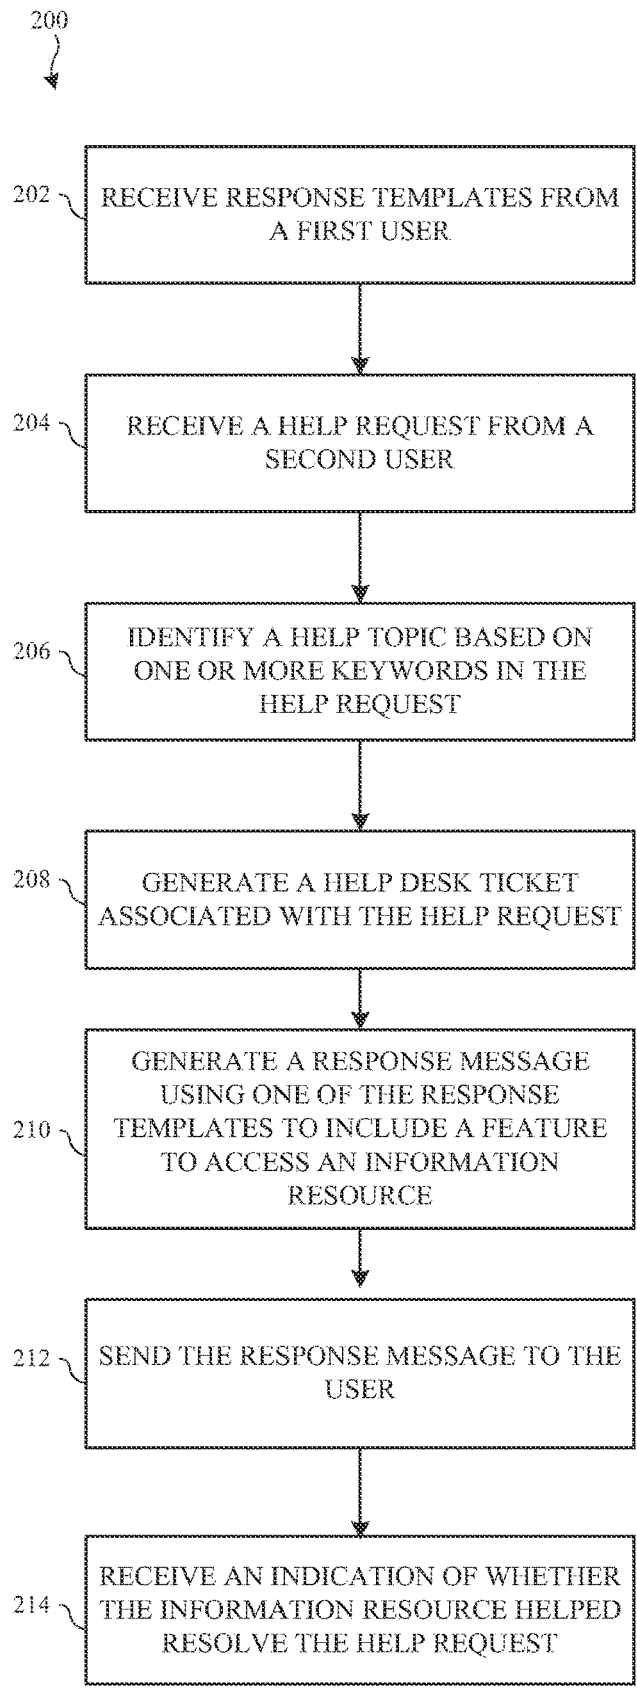 200
202
RECEIVE RESPONSE TEMPLATES FROM
A FIRST USER
204
RECEIVE A HELP REQUEST FROM A
SECOND USER
206
IDENTIFY A HELP TOPIC BASED ON
ONE OR MORE KEYWORDS IN THE
HELP REQUEST
208
GENERATE A HELP DESK TICKET
ASSOCIATED WITH THE HELP REQUEST
210
GENERATE A RESPONSE MESSAGE
USING ONE OF THE RESPONSE
TEMPLATES TO INCLUDE A FEATURE
TO ACCESS AN INFORMATION
RESOURCE
212
SEND THE RESPONSE MESSAGE TO THE
USER
214
RECEIVE AN INDICATION OF WHETHER
THE INFORMATION RESOURCE HELPED
RESOLVE THE HELP REQUEST